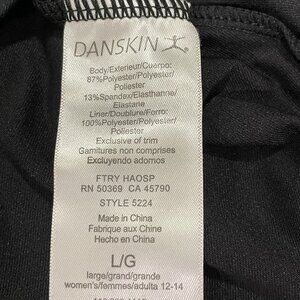 DANSKIN
Body/Exterieur/Cuerpo:
87%Polyester/Polyester/
Poliester
13%Spandex/Elasthanne/
Elastane
Liner/Doublure/Forro:
100%Polyester/Polyester/
Poliester
Exclusive of trim
Garnitures non comprises
Excluyendo adornos
FTRY HAOSP
RN 50369 CA 45790
STYLE 5224
Made in China
Fabrique aux Chine
Hecho en China
L/G
large/grand/grande
women's/femmes/adulta 12-14